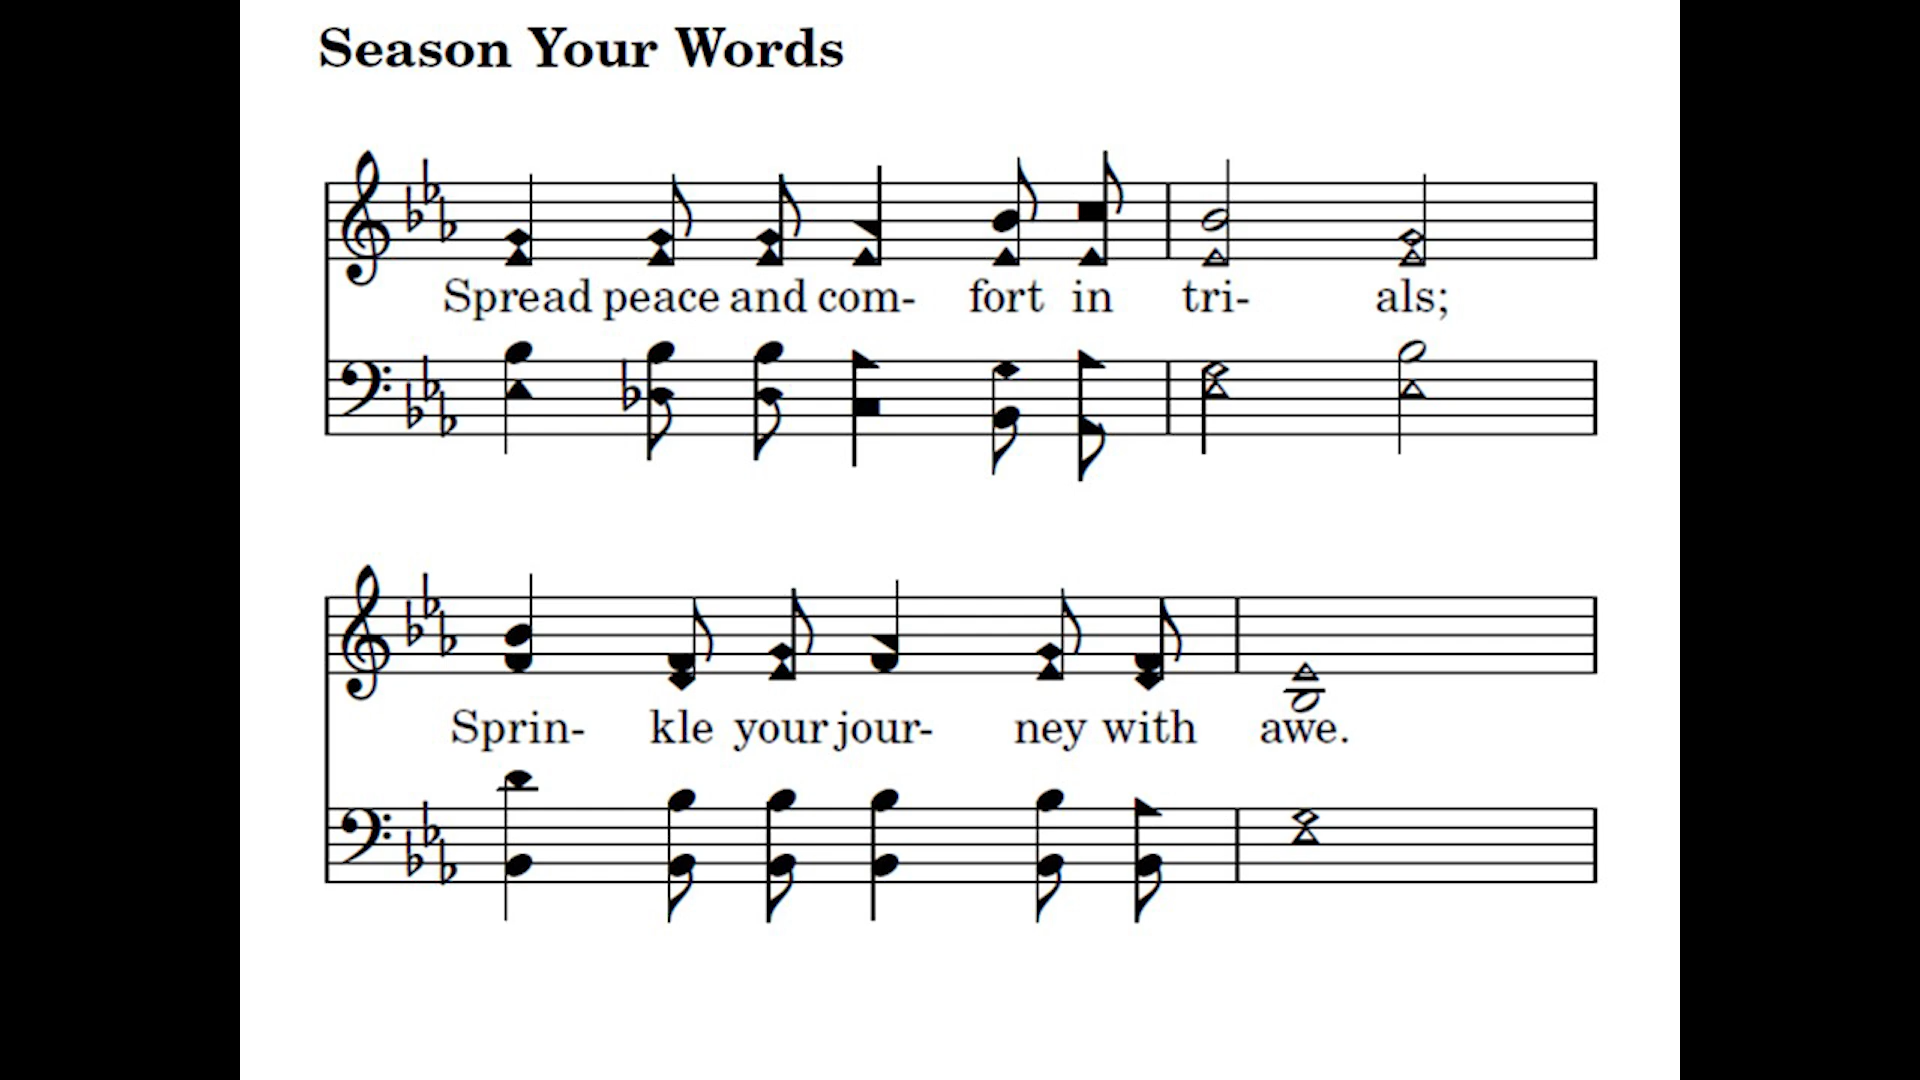 Season Your Words
Spread peace and com- fort in tri- als;
Sprin- kle your jour- ney with awe.